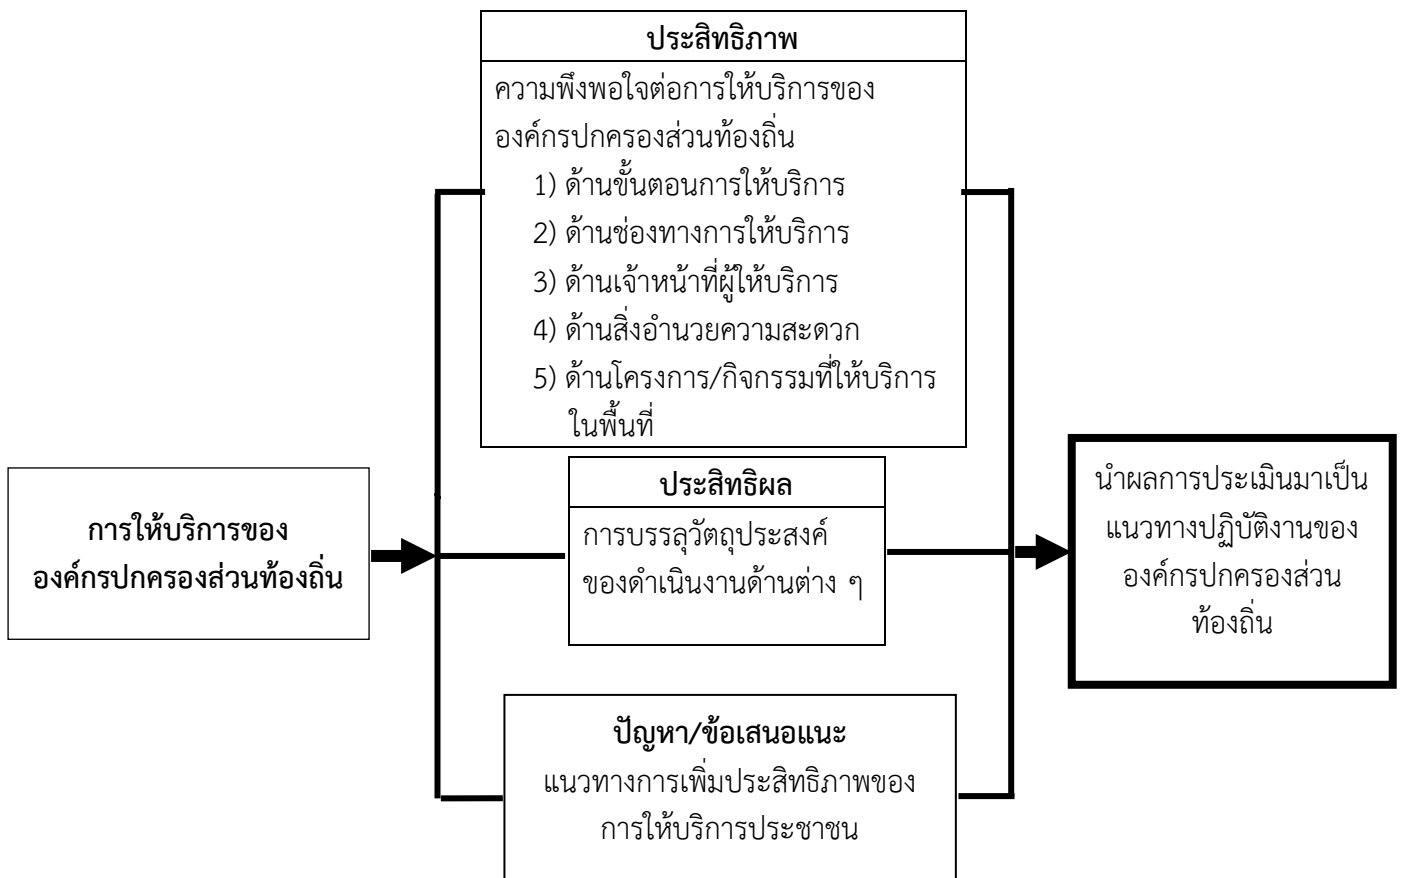 ประสิทธิภาพ
ความพึงพอใจต่อการให้บริการของ
องค์กรปกครองส่วนท้องถิ่น
1) ด้านขั้นตอนการให้บริการ
2) ด้านช่องทางการให้บริการ
3) ด้านเจ้าหน้าที่ผู้ให้บริการ
4) ด้านสิ่งอำนวยความสะดวก
5) ด้านโครงการ/กิจกรรมที่ให้บริการ
ในพื้นที่
การให้บริการของ
องค์กรปกครองส่วนท้องถิ่น
ประสิทธิผล
การบรรลุวัตถุประสงค์
ของดำเนินงานด้านต่าง ๆ
นำผลการประเมินมาเป็น
แนวทางปฏิบัติงานของ
องค์กรปกครองส่วน
ท้องถิ่น
ปัญหา/ข้อเสนอแนะ
แนวทางการเพิ่มประสิทธิภาพของ
การให้บริการประชาชน